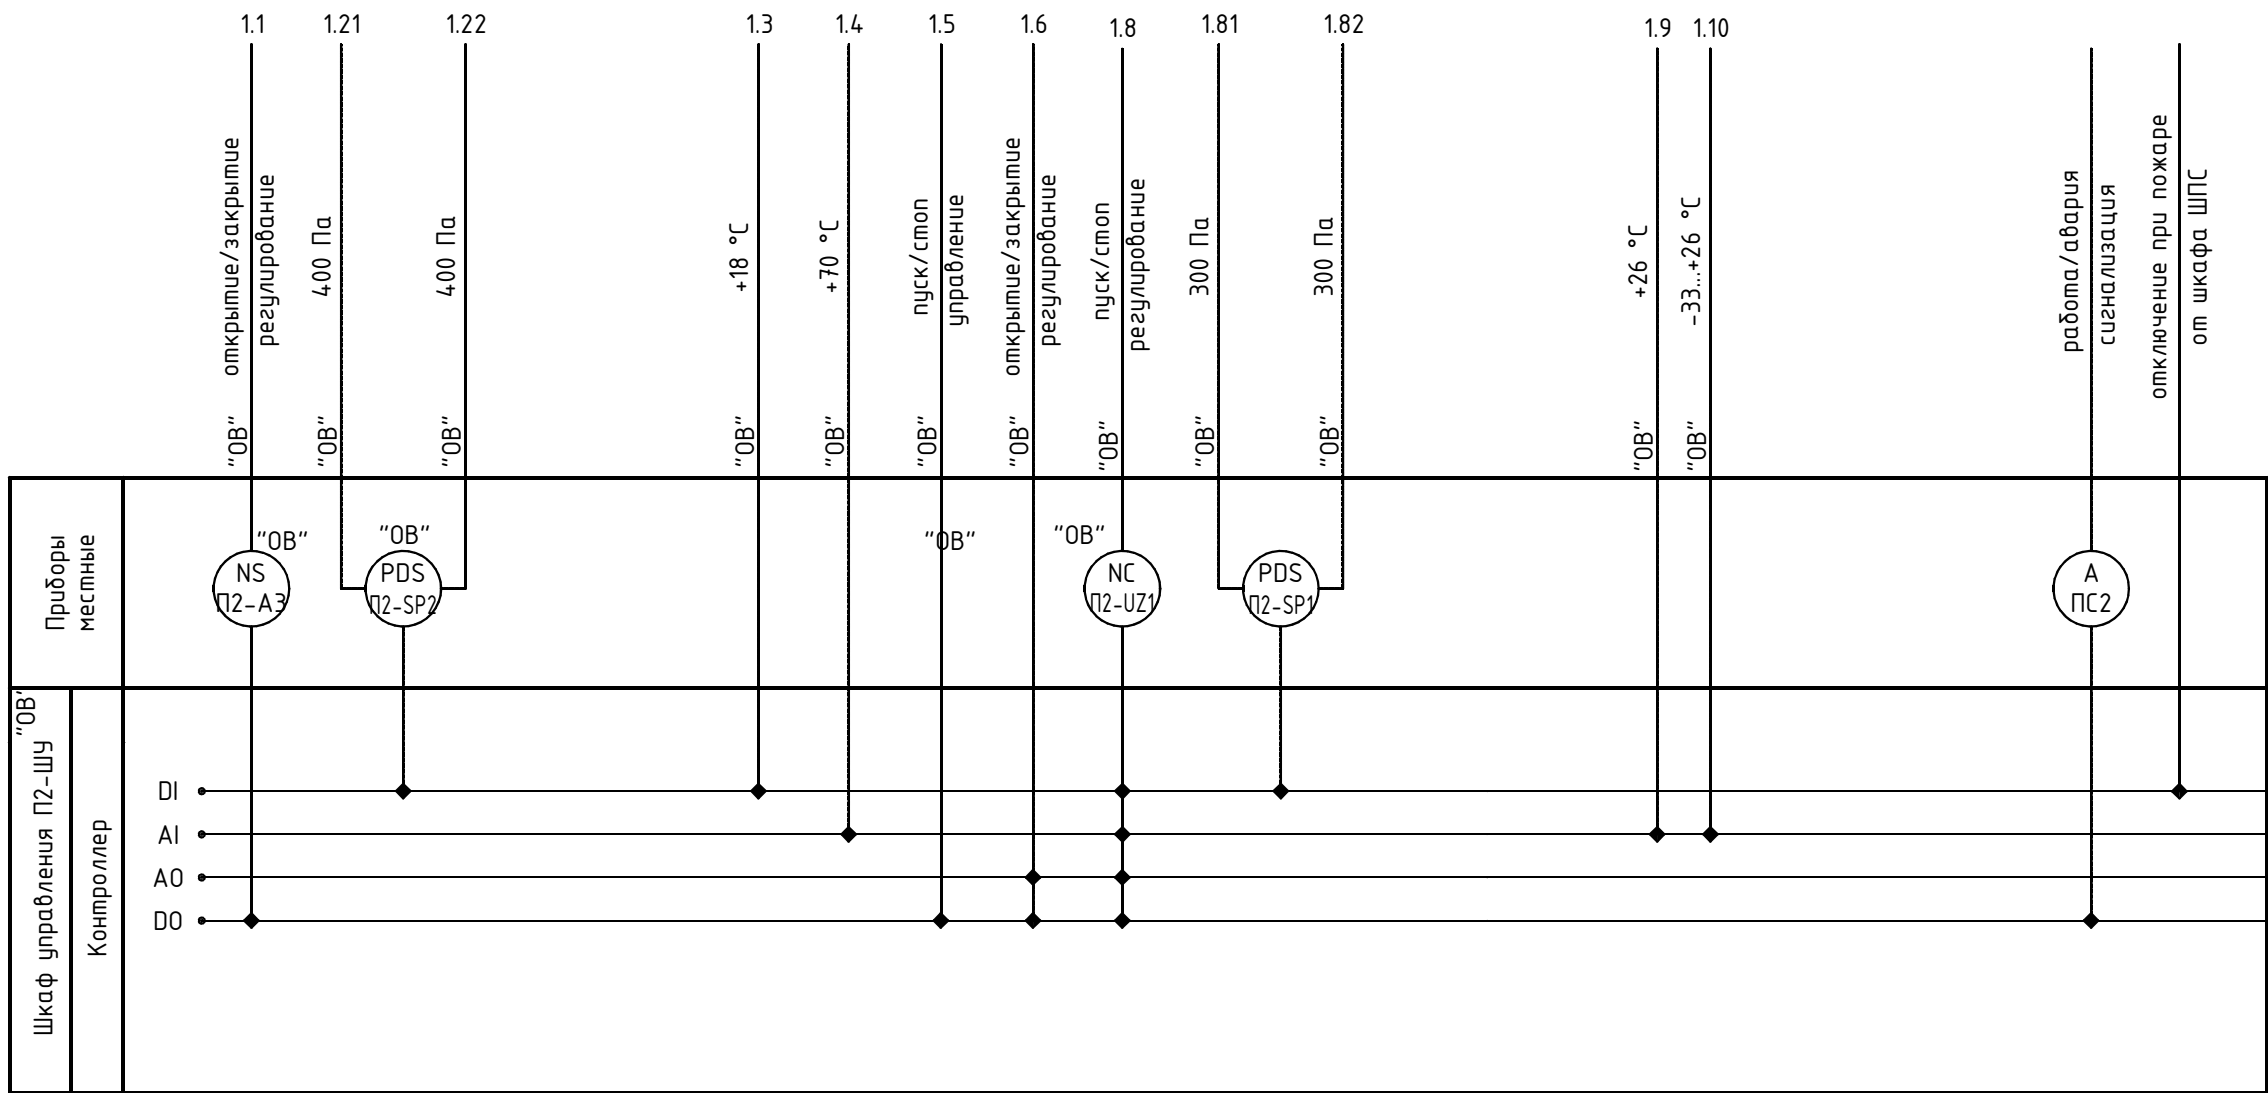 1.1
1.21
1.22
1.3
1.4
1.5
1.6
1.8
1.81
1.82
1.9
1.10
открытие/закрытие
регулирование
400 Па
400 Па
+18 °С
+70 °С
пуск/стоп
управление
открытие/закрытие
регулирование
пуск/стоп
регулирование
300 Па
300 Па
+26 °С
-33...+26 °С
работа/авария
сигнализация
отключение при пожаре
от шкафа ШПС
"ОВ"
"ОВ"
"ОВ"
"ОВ"
"ОВ"
"ОВ"
"ОВ"
"ОВ"
"ОВ"
"ОВ"
"ОВ"
"ОВ"
Приборы
местные
"ОВ"
NS
П2-АЗ
"ОВ"
PDS
П2-SP2
"ОВ"
"ОВ"
NC
П2-UZ1
PDS
П2-SP1
А
ПС2
"ОВ"
Шкаф управления П2-ШУ
Контроллер
DI
AI
AO
DO